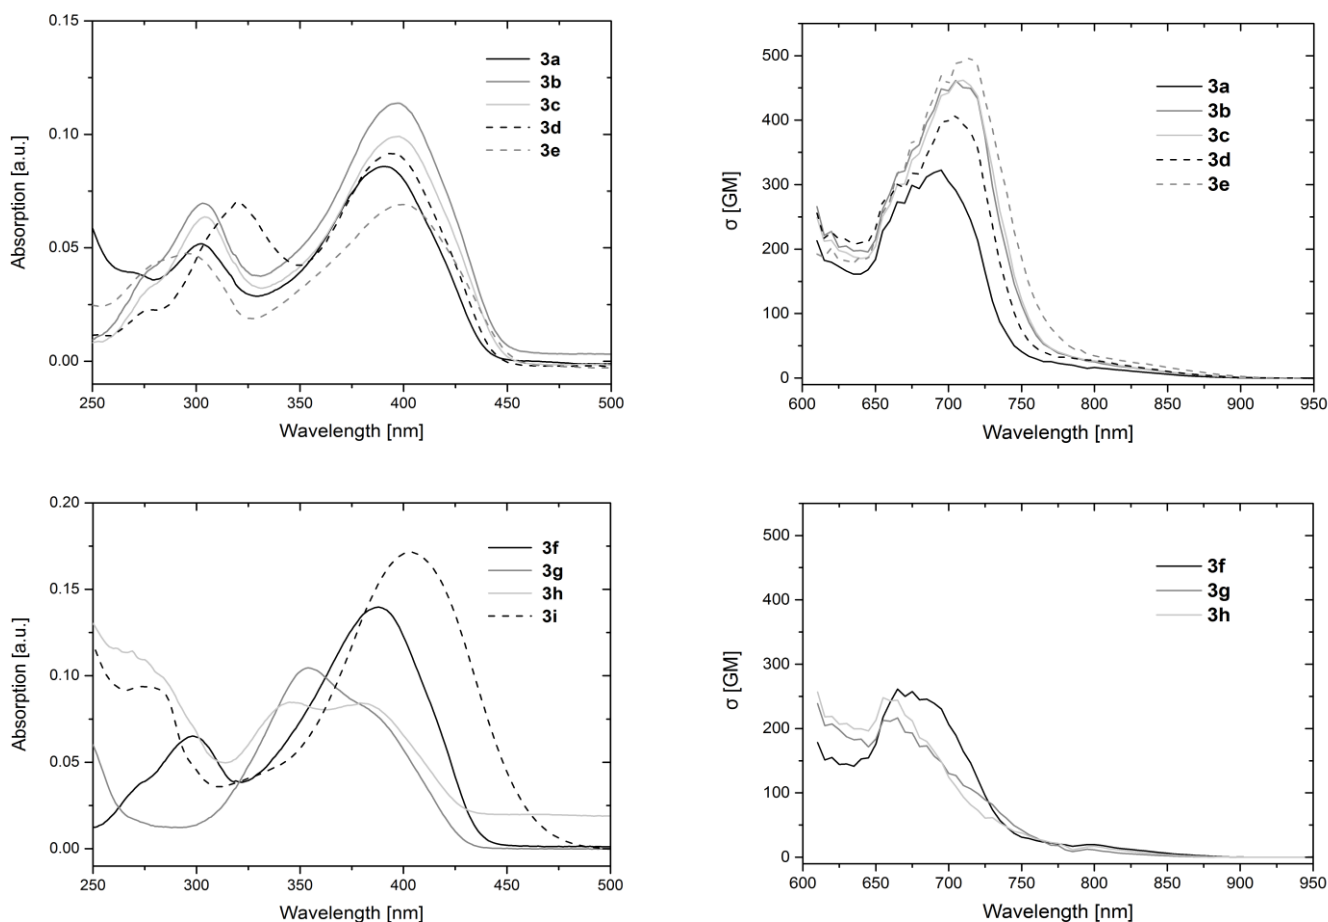 0.15
0.10
0.05
0.00
Absorption [a.u.]
250 300 350 400 450 500
Wavelength [nm]
3a
3b
3c
3d
3e
500
400
300
200
100
0
σ [GM]
600 650 700 750 800 850 900 950
Wavelength [nm]
3a
3b
3c
3d
3e
0.20
0.15
0.10
0.05
0.00
Absorption [a.u.]
250 300 350 400 450 500
Wavelength [nm]
3f
3g
3h
3i
500
400
300
200
100
0
σ [GM]
600 650 700 750 800 850 900 950
Wavelength [nm]
3f
3g
3h